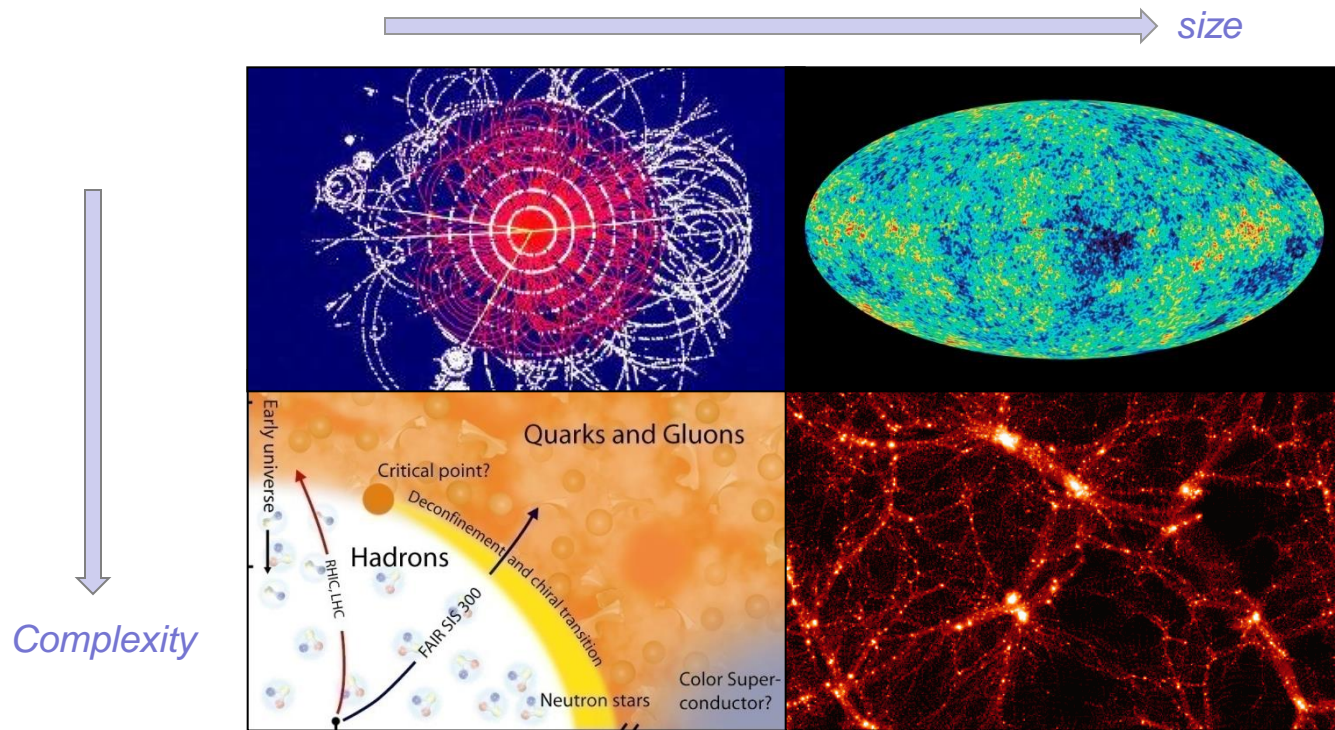 size
Complexity
Early universe
Quarks and Gluons
Critical point?
Deconfinement and chiral transition
Hadrons
RHIC, LHC
FAIR SIS 300
Neutron stars
Color Super-
conductor?